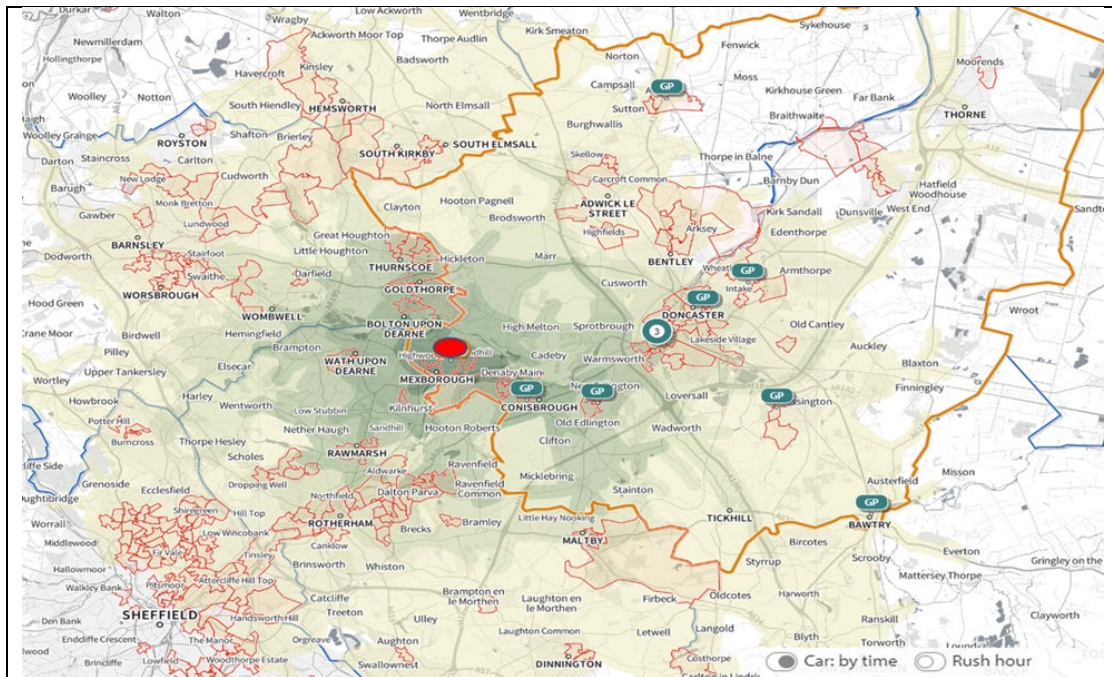 Durkar
Walton
Wragby
Low Ackworth
Wentbridge
Kirk Smeaton
Sykehouse
Newmillerdam
Ackworth Moor Top
Thorpe Audlin
Fenwick
Hollingthorpe
Kinsley
Badsworth
Norton
Moorends
Havercroft
Campsall
Moss
Woolley
Notton
GP
Kirkhouse Green
Far Bank
South Hiendley
HEMSWORTH
North Elmsall
Sutton
Braithwaite
THORNE
Haigh
Woolley Grange
Shafton
Brierley
Burghwallis
ROYSTON
SOUTH KIRKBY
SOUTH ELMSALL
Darton
Staincross
Carlton
Skellow
Thorpe in Balne
Barugh
New Lodge
Cudworth
Carcroft Common
Barnby Dun
Hatfield
Woodhouse
Monk Bretton
Clayton
Hooton Pagnell
ADWICK LE
STREET
Dunsville
West End
Gawber
Lundwood
Brodsworth
Kirk Sandall
Highfields
Arksey
Edenthorpe
BARNSLEY
Great Houghton
Dodworth
Stairfoot
Little Houghton
Hickleton
Marr
BENTLEY
Swaithe
Darfield
THURNSCOE
GP
Armthorpe
WORSBROUGH
GOLDTHORPE
Cusworth
Intake
Hood Green
WOMBWELL
GP
DONCASTER
Wroot
Crane Moor
Birdwell
Hemingfield
BOLTON UPON
DEARNE
High Melton
Sprotbrough
3
Old Cantley
Pilley
Brampton
Lakeside Village
Auckley
Upper Tankersley
Elsecar
WATH UPON
DEARNE
Cadeby
Warmsworth
Blaxton
Wortley
MEXBOROUGH
Denaby Main
Finningley
Howbrook
Harley
GP
GP
GP
Wentworth
Low Stubbin
Kilnhurst
CONISBROUGH
Loversall
Potter Hill
Old Edlington
Burncross
Nether Haugh
Sandhill
Hooton Roberts
Clifton
Wadworth
Thorpe Hesley
RAWMARSH
Scholes
Aldwarke
Ravenfield
Micklebring
Misson
Grenoside
Ecclesfield
Dropping Well
Stainton
Austerfield
Northfield
Dalton Parva
Ravenfield
Common
GP
Shiregreen
Hill Top
ROTHERHAM
Bramley
Little Hay Nooking
TICKHILL
BAWTRY
Worrall
Low Wincobank
Brecks
Everton
Middlewood
Fir Vale
Canklow
MALTBY
Bircotes
Scrooby
Tinsley
Brinsworth
Whiston
Styrrup
Gringley on the
Hallowmoor
Mattersey Thorpe
Walkley Bank
Pitsmoor
Attercliffe Hill Top
Catcliffe
Brampton en
le Morthen
Laughton en
le Morthen
Firbeck
Oldcotes
Harworth
SHEFFIELD
Handsworth Hill
Treeton
Ulley
Ranskill
Clayworth
Den Bank
Orgreave
Letwell
Langold
Blyth
Torworth
Endcliffe Crescent
The Manor
Aughton
Laughton Common
Brincliffe
Lowfield
Woodthorpe Estate
Swallownest
DINNINGTON
Costhorpe
Carlton in Lindric
Car: by time
Rush hour